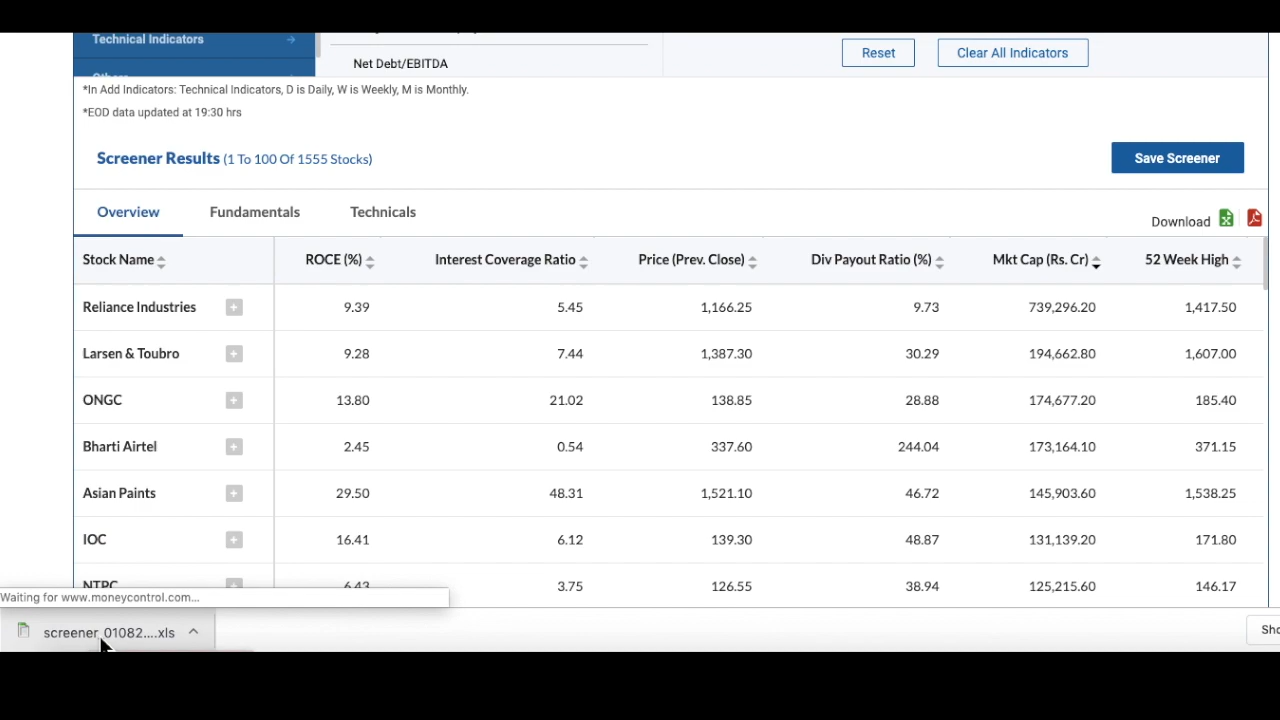 Technical Indicators
Net Debt/EBITDA
Reset
Clear All Indicators
Others
*In Add Indicators: Technical Indicators, D is Daily, W is Weekly, M is Monthly.
*EOD data updated at 19:30 hrs
Screener Results (1 To 100 Of 1555 Stocks)
Save Screener
Overview Fundamentals Technicals
Download
Stock Name ROCE (%) Interest Coverage Ratio Price (Prev. Close) Div Payout Ratio (%) Mkt Cap (Rs. Cr) 52 Week High
Reliance Industries + 9.39 5.45 1,166.25 9.73 739,296.20 1,417.50
Larsen & Toubro + 9.28 7.44 1,387.30 30.29 194,662.80 1,607.00
ONGC + 13.80 21.02 138.85 28.88 174,677.20 185.40
Bharti Airtel + 2.45 0.54 337.60 244.04 173,164.10 371.15
Asian Paints + 29.50 48.31 1,521.10 46.72 145,903.60 1,538.25
IOC + 16.41 6.12 139.30 48.87 131,139.20 171.80
NTPC + 6.43 3.75 126.55 38.94 125,215.60 146.17
Waiting for www.moneycontrol.com...
screener_01082....xls
Sho